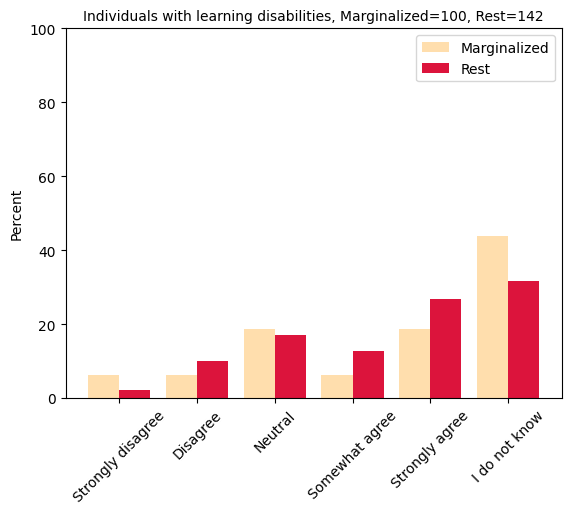 Individuals with learning disabilities, Marginalized=100, Rest=142
Marginalized
Rest
Percent
100
80
60
40
20
0
Strongly disagree
Disagree
Neutral
Somewhat agree
Strongly agree
I do not know